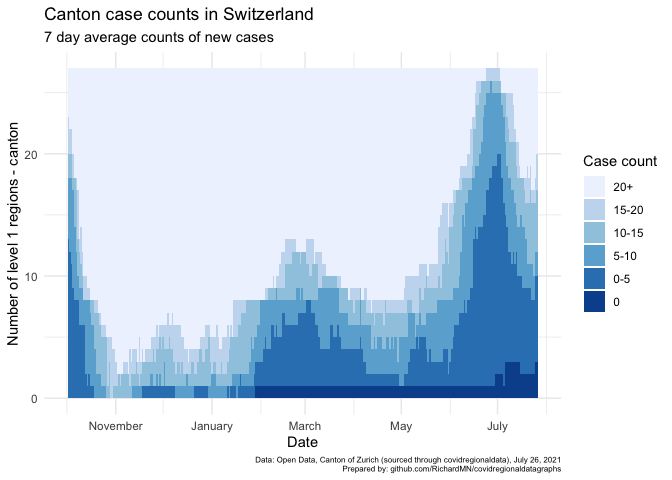 Canton case counts in Switzerland
7 day average counts of new cases
Number of level 1 regions - canton
20
10
0
November January March May July
Date
Case count
20+
15-20
10-15
5-10
0-5
0
Data: Open Data, Canton of Zurich (sourced through covidregionaldata), July 26, 2021
Prepared by: github.com/RichardMN/covidregionaldatagraphs